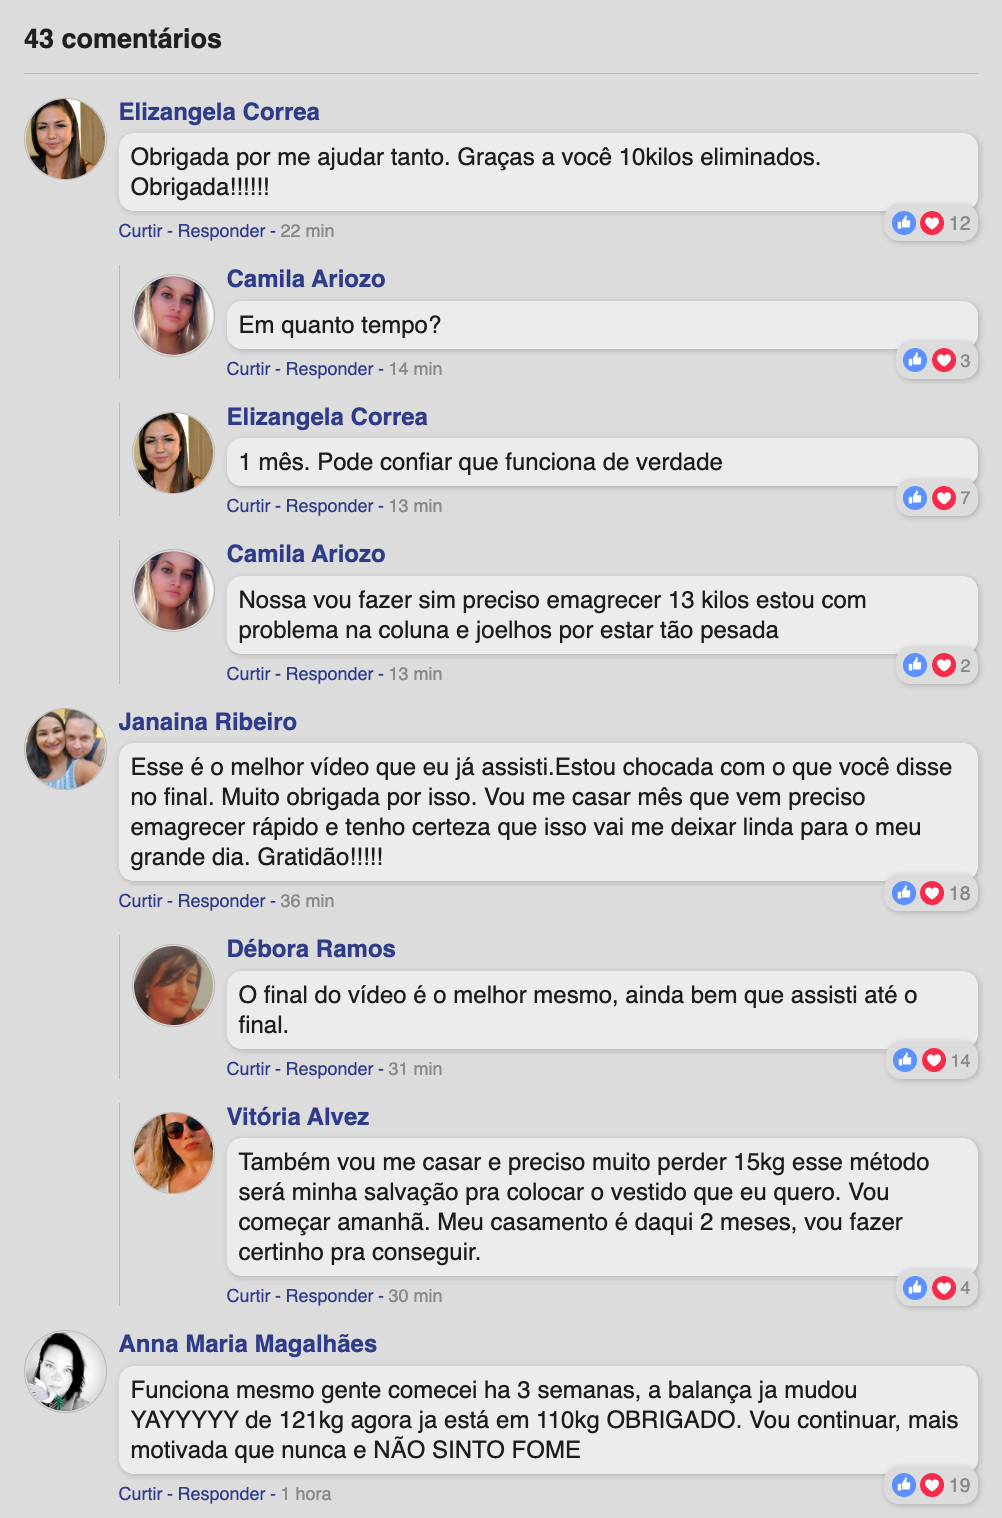 43 comentários
Elizangela Correa
Obrigada por me ajudar tanto. Graças a você 10kilos eliminados.
Obrigada!!!!!!
Curtir - Responder - 22 min
12
Camila Ariozo
Em quanto tempo?
Curtir - Responder - 14 min
3
Elizangela Correa
1 mês. Pode confiar que funciona de verdade
Curtir - Responder - 13 min
7
Camila Ariozo
Nossa vou fazer sim preciso emagrecer 13 kilos estou com
problema na coluna e joelhos por estar tão pesada
Curtir - Responder - 13 min
2
Janaina Ribeiro
Esse é o melhor vídeo que eu já assisti.Estou chocada com o que você disse
no final. Muito obrigada por isso. Vou me casar mês que vem preciso
emagrecer rápido e tenho certeza que isso vai me deixar linda para o meu
grande dia. Gratidão!!!!!
Curtir - Responder - 36 min
18
Débora Ramos
O final do vídeo é o melhor mesmo, ainda bem que assisti até o
final.
Curtir - Responder - 31 min
14
Vitória Alvez
Também vou me casar e preciso muito perder 15kg esse método
será minha salvação pra colocar o vestido que eu quero. Vou
começar amanhã. Meu casamento é daqui 2 meses, vou fazer
certinho pra conseguir.
Curtir - Responder - 30 min
4
Anna Maria Magalhães
Funciona mesmo gente comecei ha 3 semanas, a balança ja mudou
YAYYYYY de 121kg agora ja está em 110kg OBRIGADO. Vou continuar, mais
motivada que nunca e NÃO SINTO FOME
Curtir - Responder - 1 hora
19